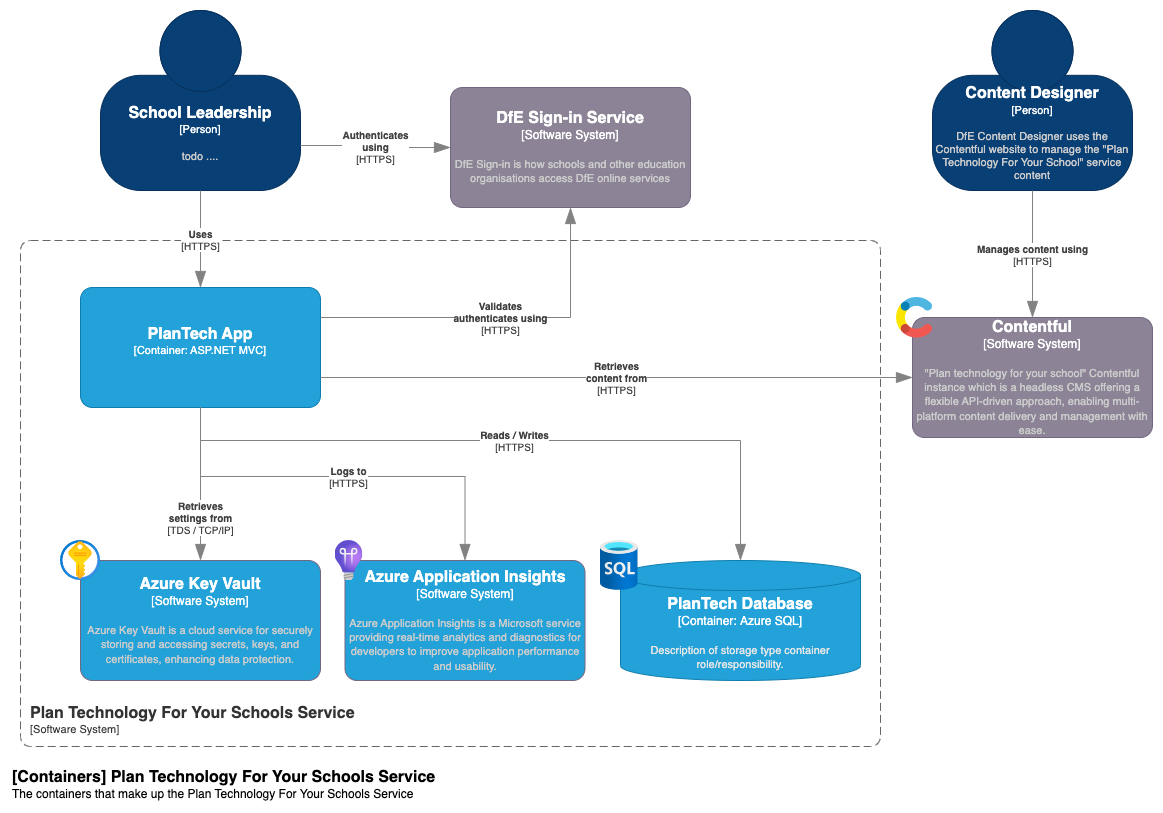 School Leadership
[Person]
todo ....
Authenticates
using
[HTTPS]
DfE Sign-in Service
[Software System]
DfE Sign-in is how schools and other education
organisations access DfE online services
Content Designer
[Person]
DfE Content Designer uses the
Contentful website to manage the "Plan
Technology For Your School" service
content
Uses
[HTTPS]
Manages content using
[HTTPS]
PlanTech App
[Container: ASP.NET MVC]
Validates
authenticates using
[HTTPS]
Contentful
[Software System]
"Plan technology for your school" Contentful
instance which is a headless CMS offering a
flexible API-driven approach, enabling multi-
platform content delivery and management with
ease.
Retrieves
content from
[HTTPS]
Reads / Writes
[HTTPS]
Logs to
[HTTPS]
Retrieves
settings from
[TDS / TCP/IP]
Azure Key Vault
[Software System]
Azure Key Vault is a cloud service for securely
storing and accessing secrets, keys, and
certificates, enhancing data protection.
Azure Application Insights
[Software System]
Azure Application Insights is a Microsoft service
providing real-time analytics and diagnostics for
developers to improve application performance
and usability.
SQL
PlanTech Database
[Container: Azure SQL]
Description of storage type container
role/responsibility.
Plan Technology For Your Schools Service
[Software System]
[Containers] Plan Technology For Your Schools Service
The containers that make up the Plan Technology For Your Schools Service